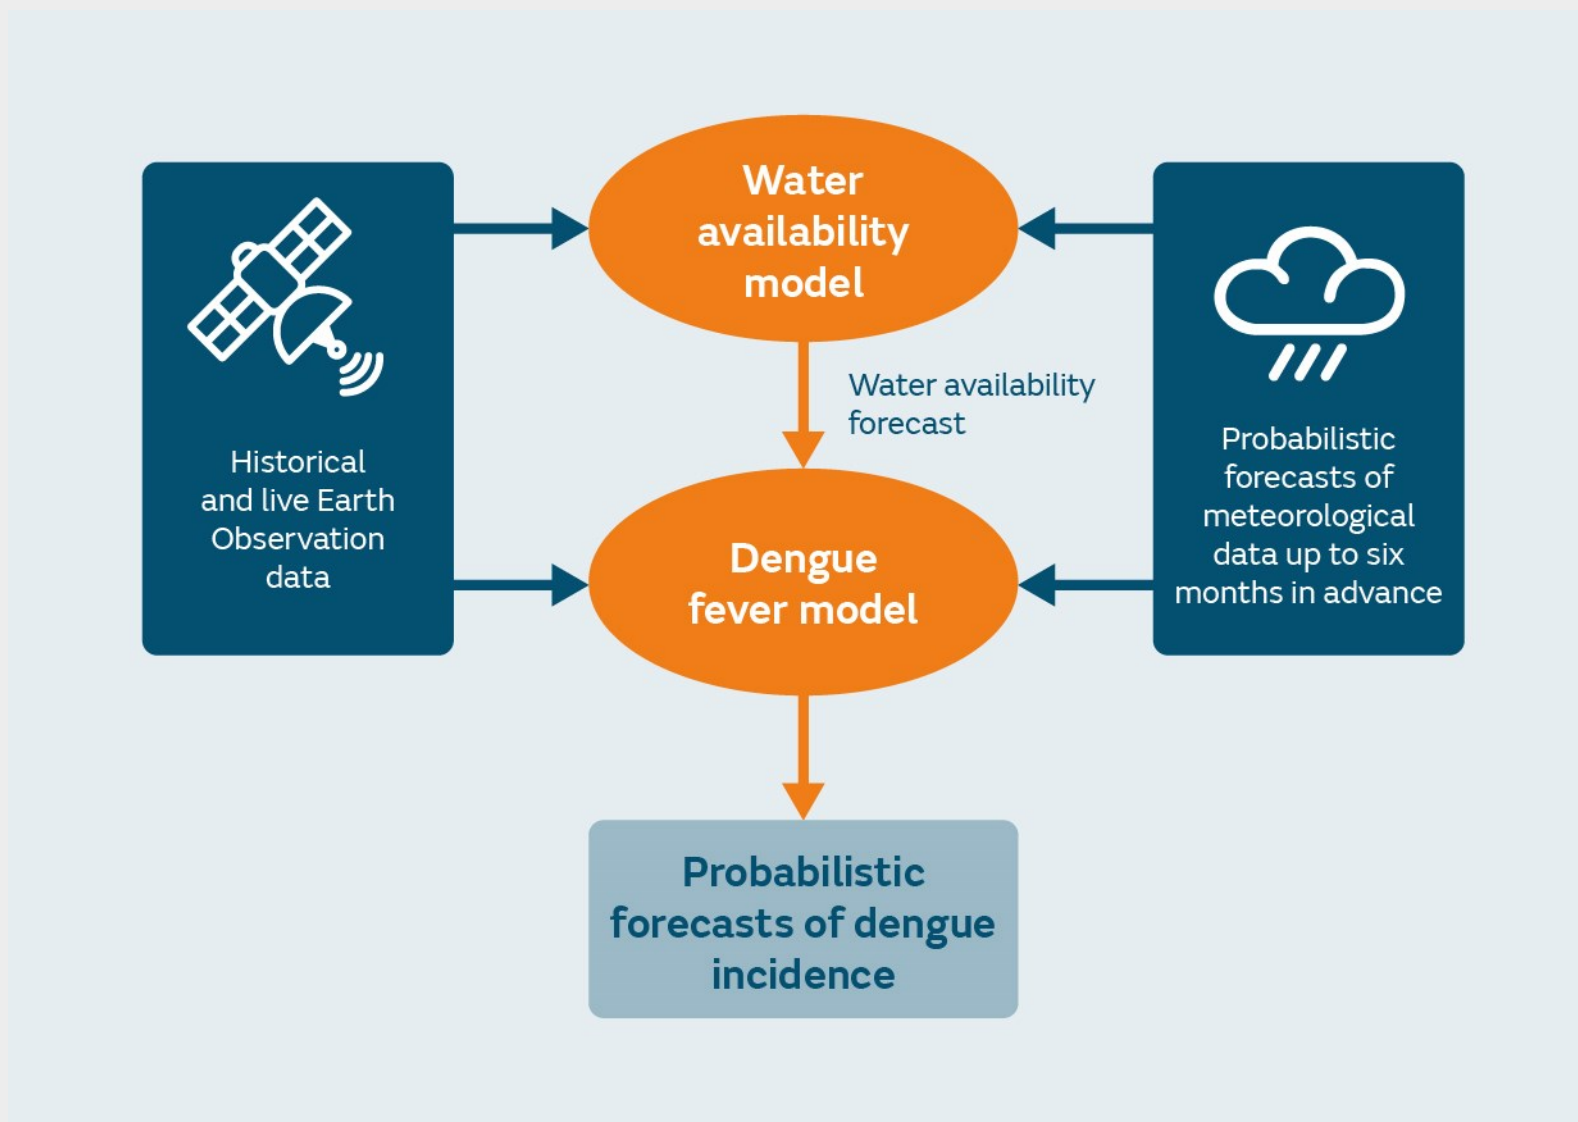 Water
availability
model
Historical
and live Earth
Observation
data
Water availability
forecast
Probabilistic
forecasts of
meteorological
data up to six
months in advance
Dengue
fever model
Probabilistic
forecasts of dengue
incidence